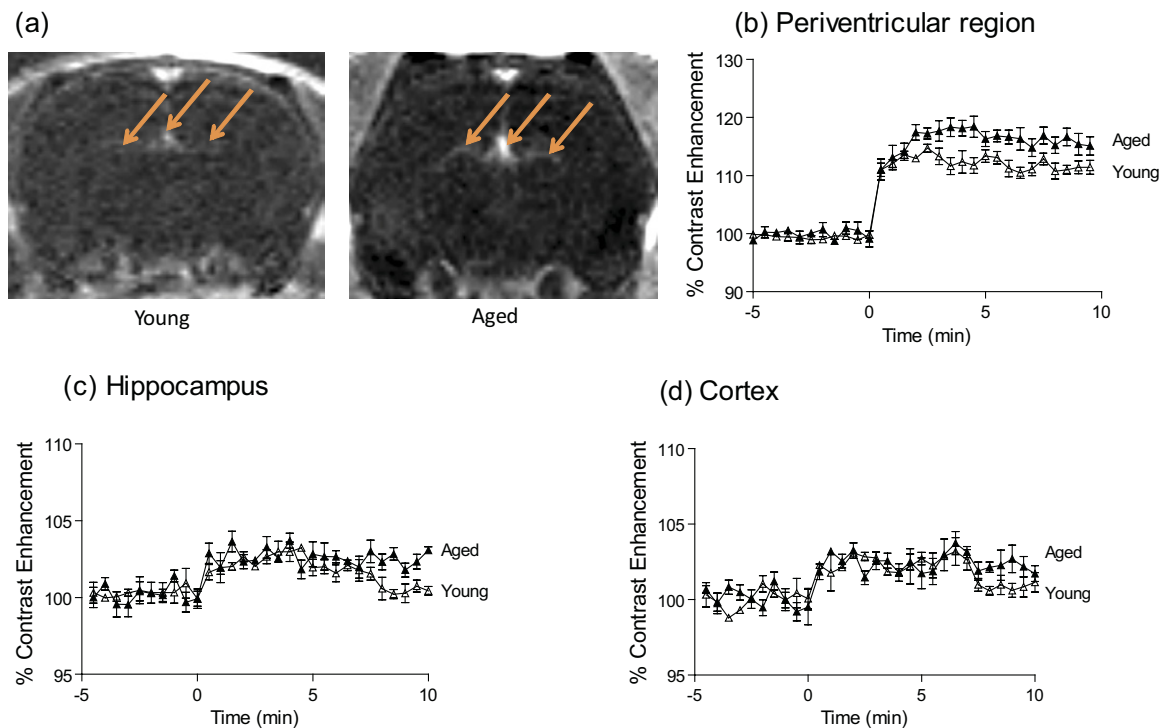 (a)
Young
Aged
(b) Periventricular region
% Contrast Enhancement
130
120
110
100
90
Aged
Young
-5
0
5
10
Time (min)
(c) Hippocampus
% Contrast Enhancement
110
105
100
95
Aged
Young
-5
0
5
10
Time (min)
(d) Cortex
% Contrast Enhancement
110
105
100
95
Aged
Young
-5
0
5
10
Time (min)